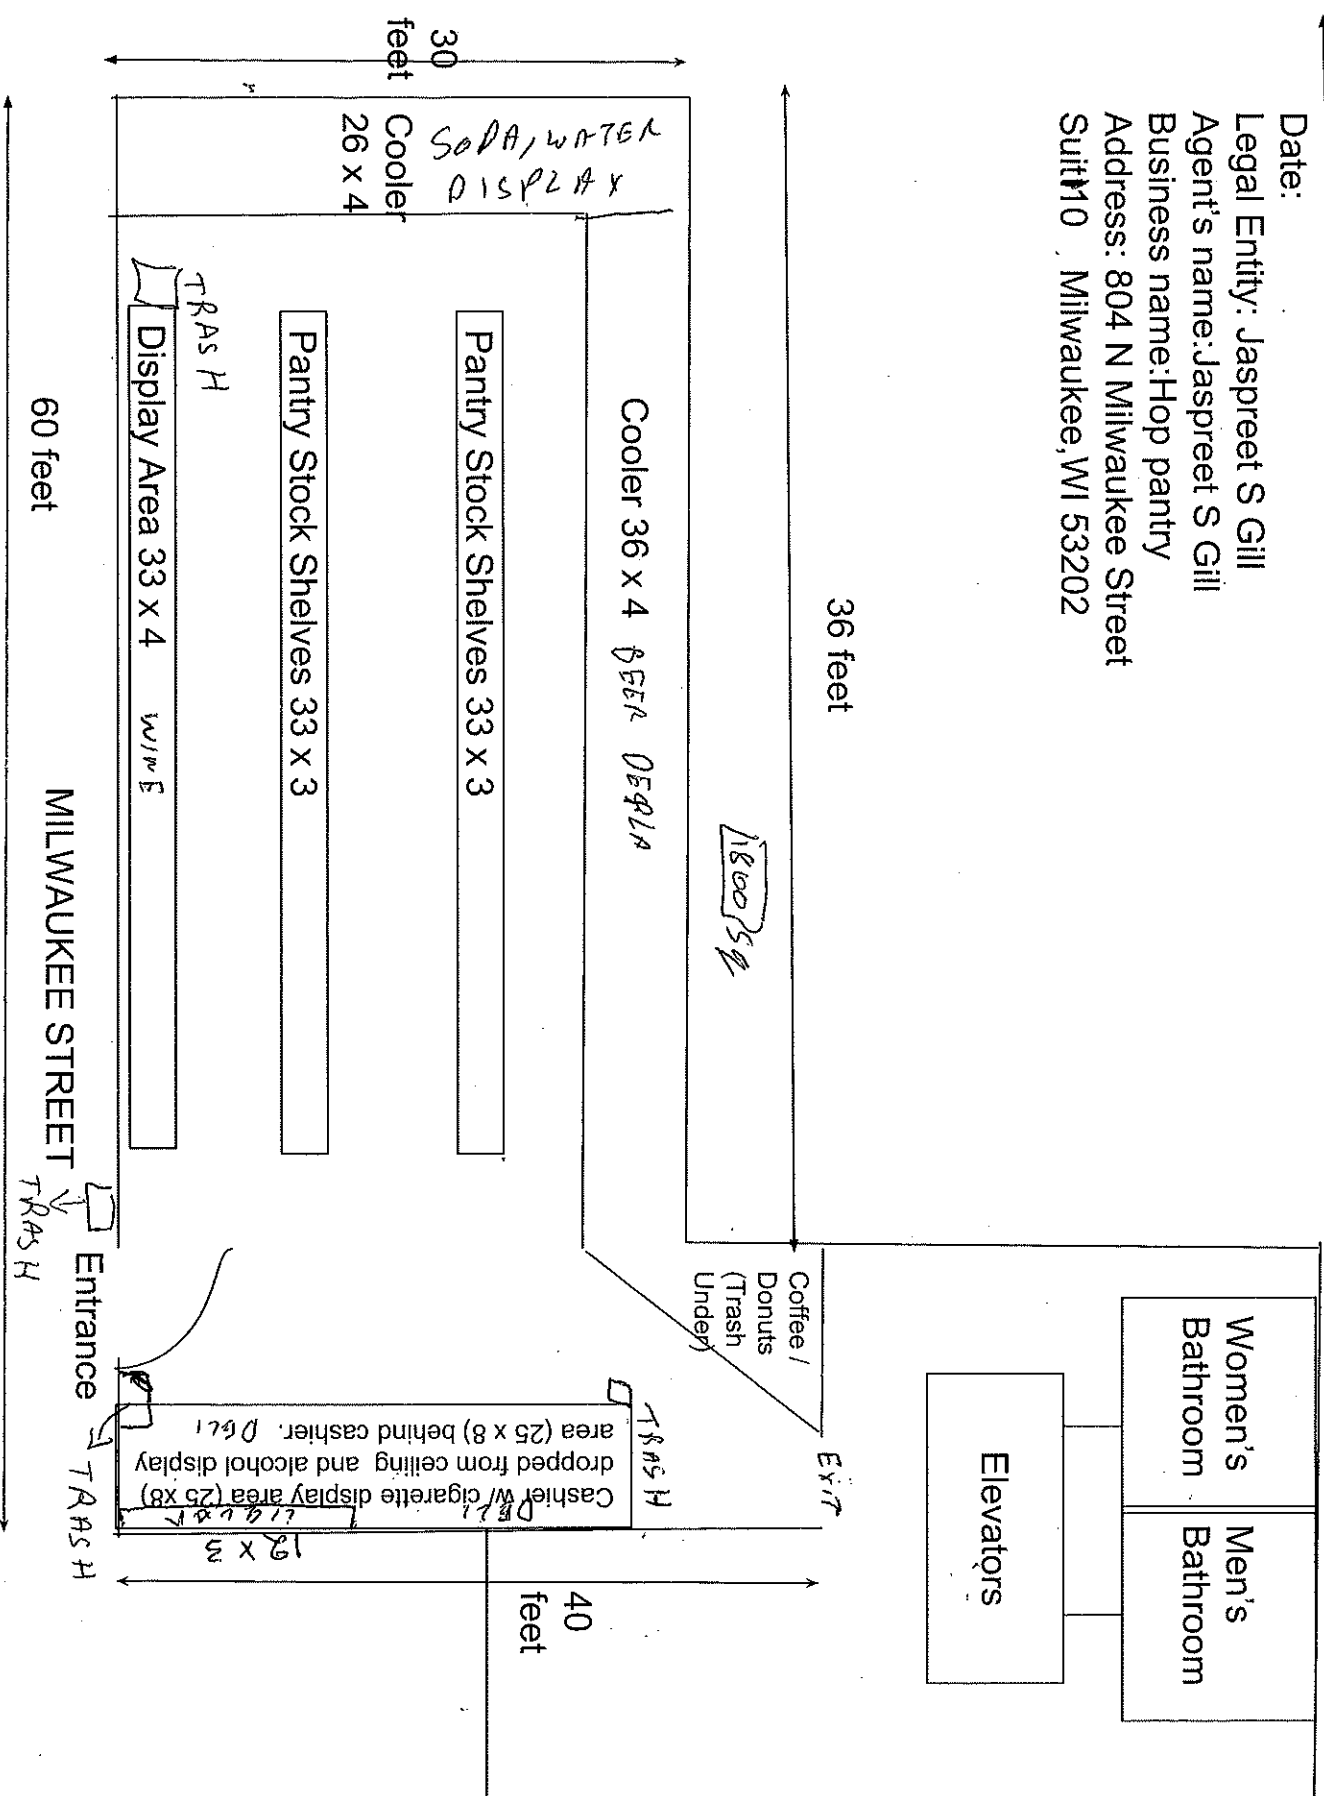 Date:
Legal Entity: Jaspreet S Gill
Agent's name:Jaspreet S Gill
Business name:Hop pantry
Address: 804 N Milwaukee Street
Milwaukee,WI 53202
36 feet
Women's
Bathroom
Men's
Bathroom
Elevators
1800 sq
Coffee /
Donuts
(Trash
Under)
EXIT
30
feet
SODA, WATER
DISPLAY
Cooler
26 x 4
Cooler 36 x 4 BEER
Pantry Stock Shelves 33 x 3
Pantry Stock Shelves 33 x 3
TRASH
Display Area 33 x 4 WINE
TRASH
Cashier w/ cigarette display area (25 x8)
dropped from ceiling and alcohol display
area (25 x 8) behind cashier. DELI
DELI
LIQUOR
12 x 3
40
feet
Entrance
TRASH
MILWAUKEE STREET
TRASH
60 feet